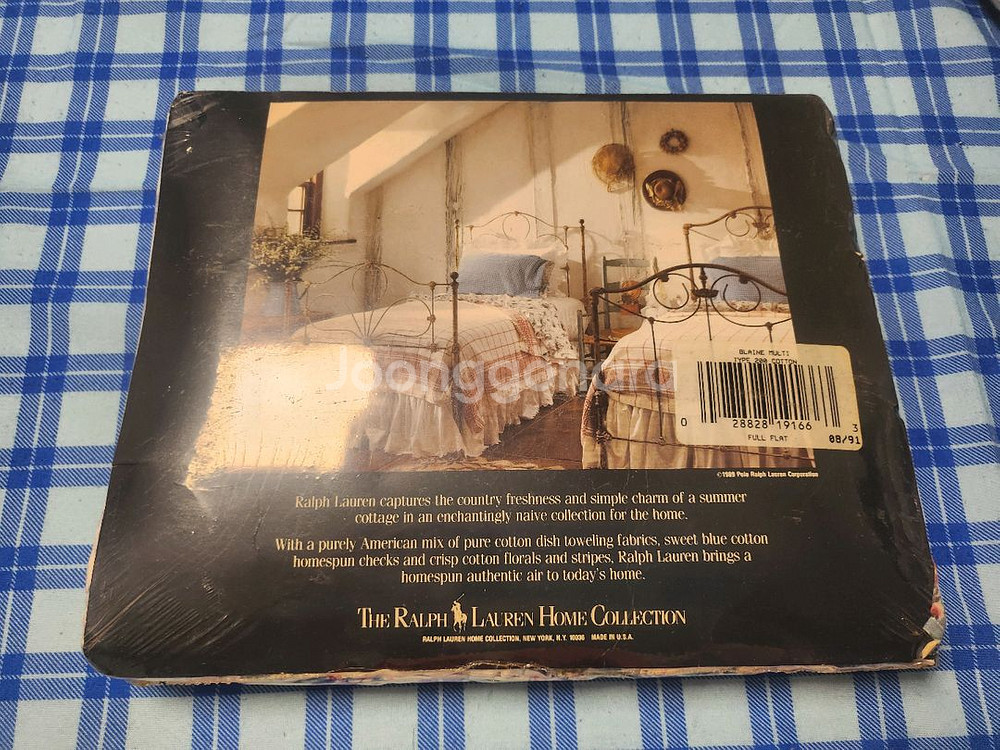 Joonggonara
BLAINE MULTI
TYPE 200 COTTON
0 28828 19166 3
FULL FLAT 08/91
©1989 Polo Ralph Lauren Corporation
Ralph Lauren captures the country freshness and simple charm of a summer
cottage in an enchantingly naive collection for the home.
With a purely American mix of pure cotton dish toweling fabrics, sweet blue cotton
homespun checks and crisp cotton florals and stripes, Ralph Lauren brings a
homespun authentic air to today's home.
THE RALPH LAUREN HOME COLLECTION
RALPH LAUREN HOME COLLECTION, NEW YORK, N.Y. 10036 MADE IN U.S.A.